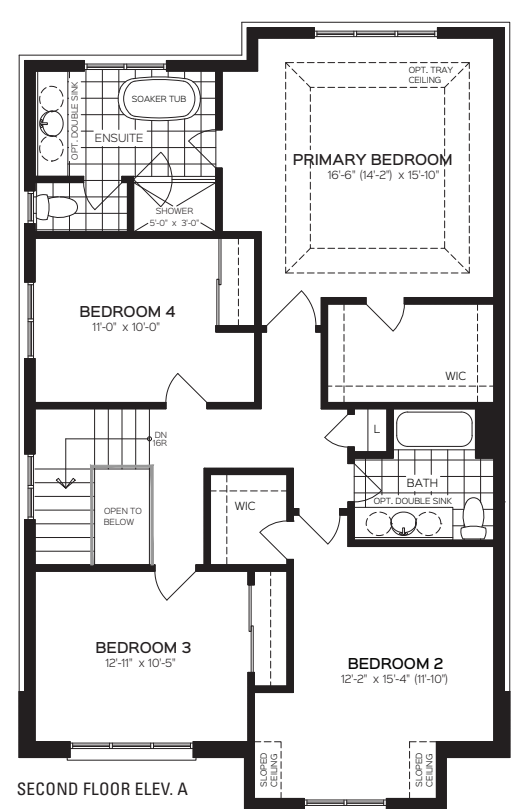 OPT. DOUBLE SINK
SOAKER TUB
ENSUITE
SHOWER
5'-0" x 3'-0"
OPT. TRAY
CEILING
PRIMARY BEDROOM
16'-6" (14'-2") x 15'-10"
BEDROOM 4
11'-0" x 10'-0"
WIC
DN
16R
L
OPEN TO
BELOW
WIC
BATH
OPT. DOUBLE SINK
BEDROOM 3
12'-11" x 10'-5"
BEDROOM 2
12'-2" x 15'-4" (11'-10")
SLOPED
CEILING
SLOPED
CEILING
SECOND FLOOR ELEV. A